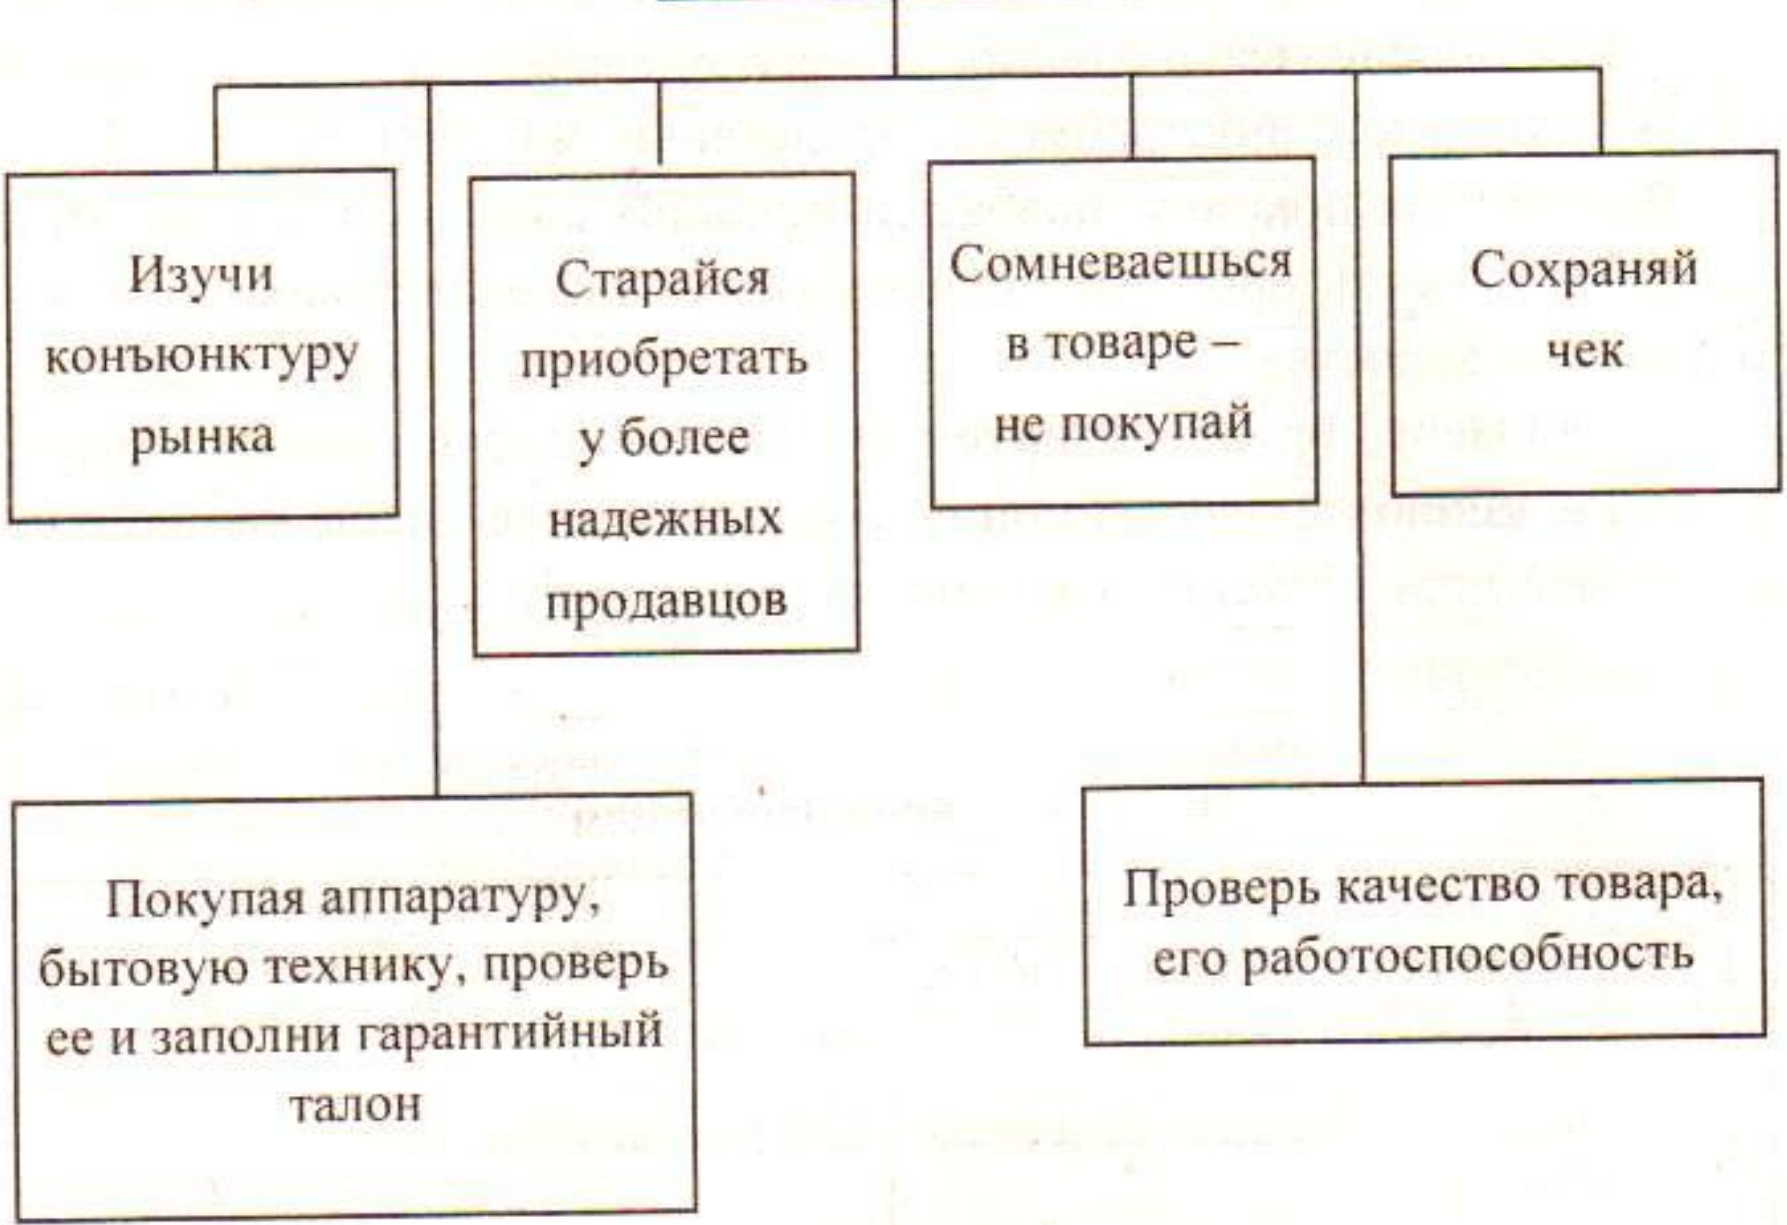 Изучи
конъюнктуру
рынка
Старайся
приобретать
у более
надежных
продавцов
Сомневаешься
в товаре –
не покупай
Сохраняй
чек
Покупая аппаратуру,
бытовую технику, проверь
ее и заполни гарантийный
талон
Проверь качество товара,
его работоспособность